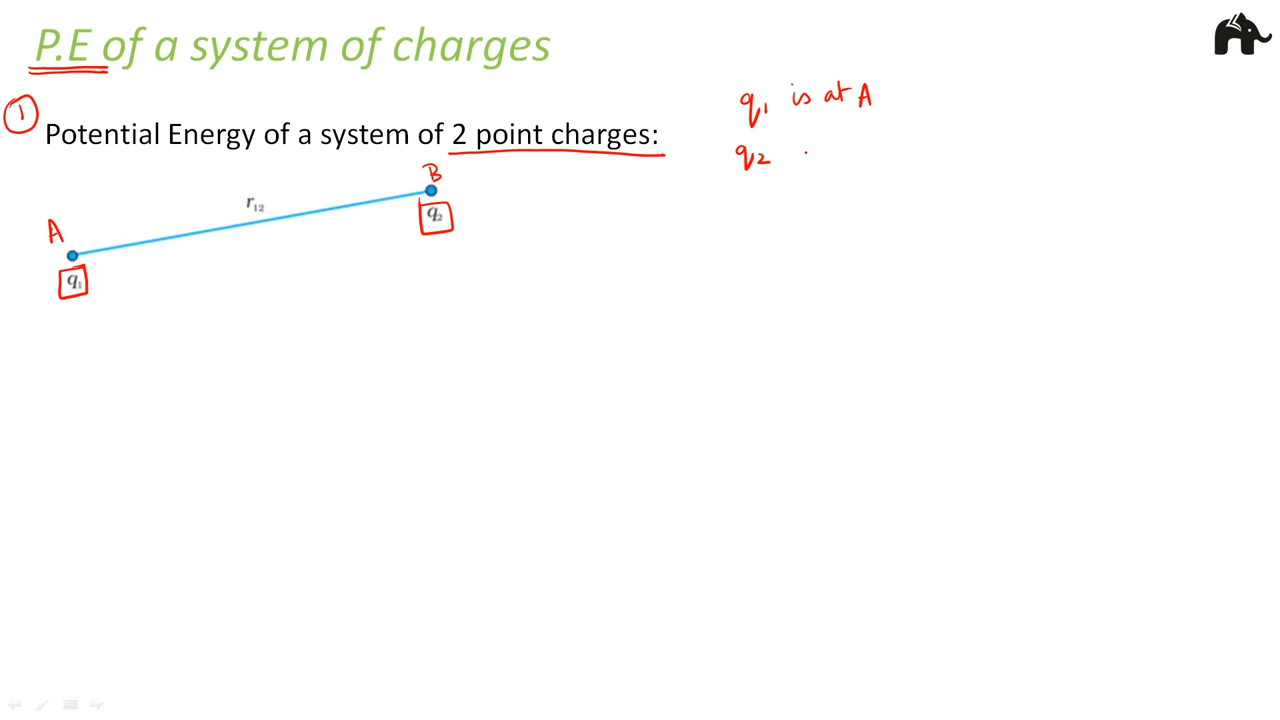 P.E of a system of charges
1
Potential Energy of a system of 2 point charges:
q₁ is at A
q₂
B
r₁₂
q₂
A
q₁